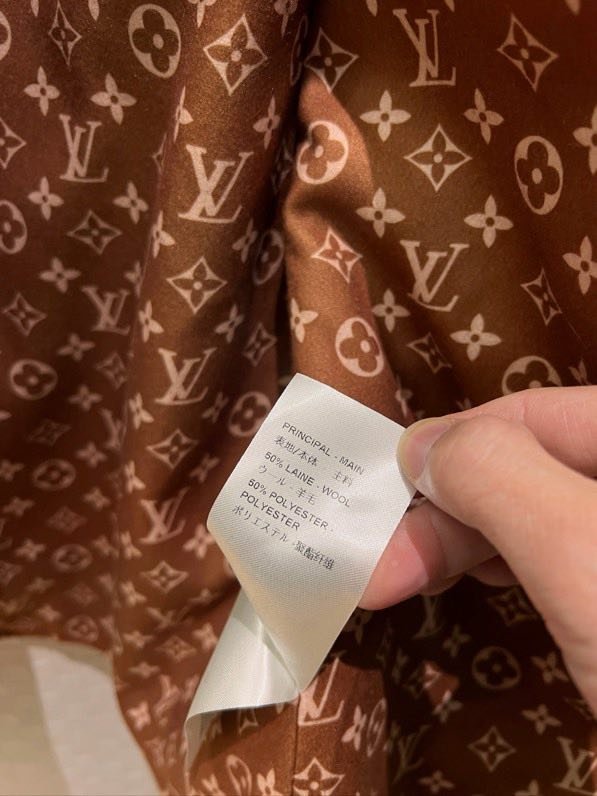 PRINCIPAL - MAIN
表地/本体 主料
50% LAINE - WOOL
ウール - 羊毛
50% POLYESTER -
POLYESTER
ポリエステル - 聚酯纤维